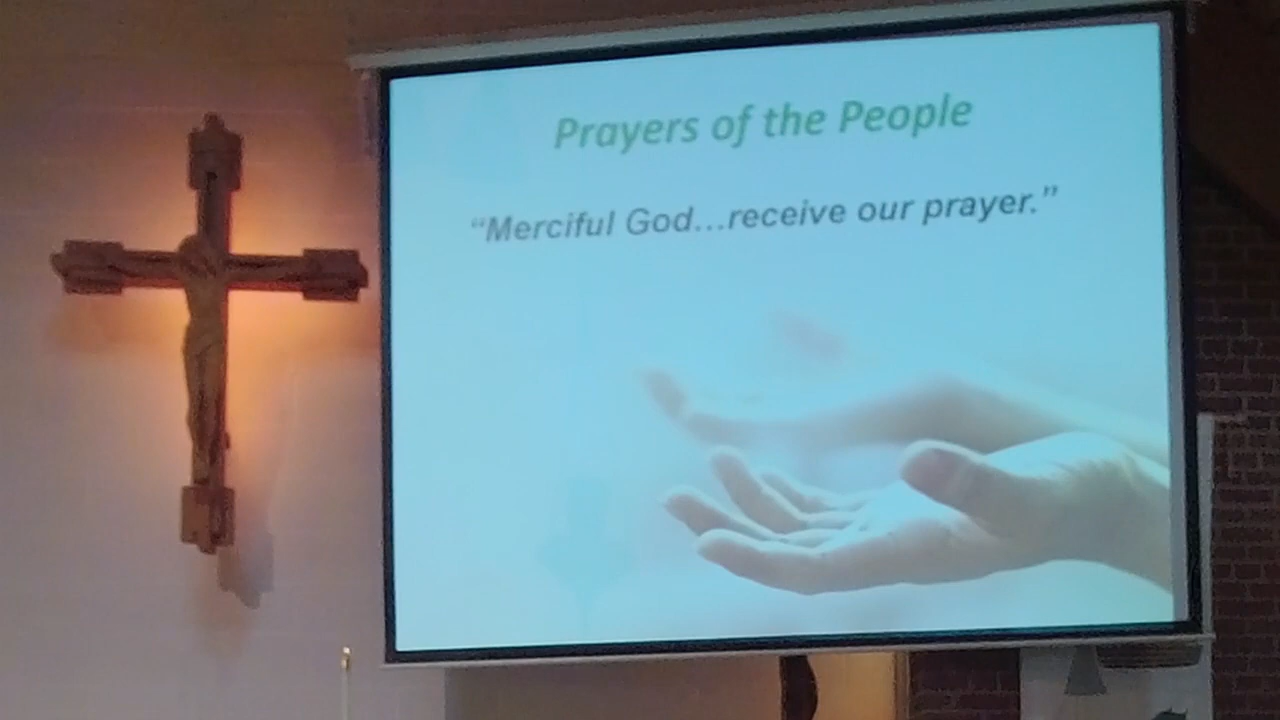 Prayers of the People
“Merciful God...receive our prayer.”